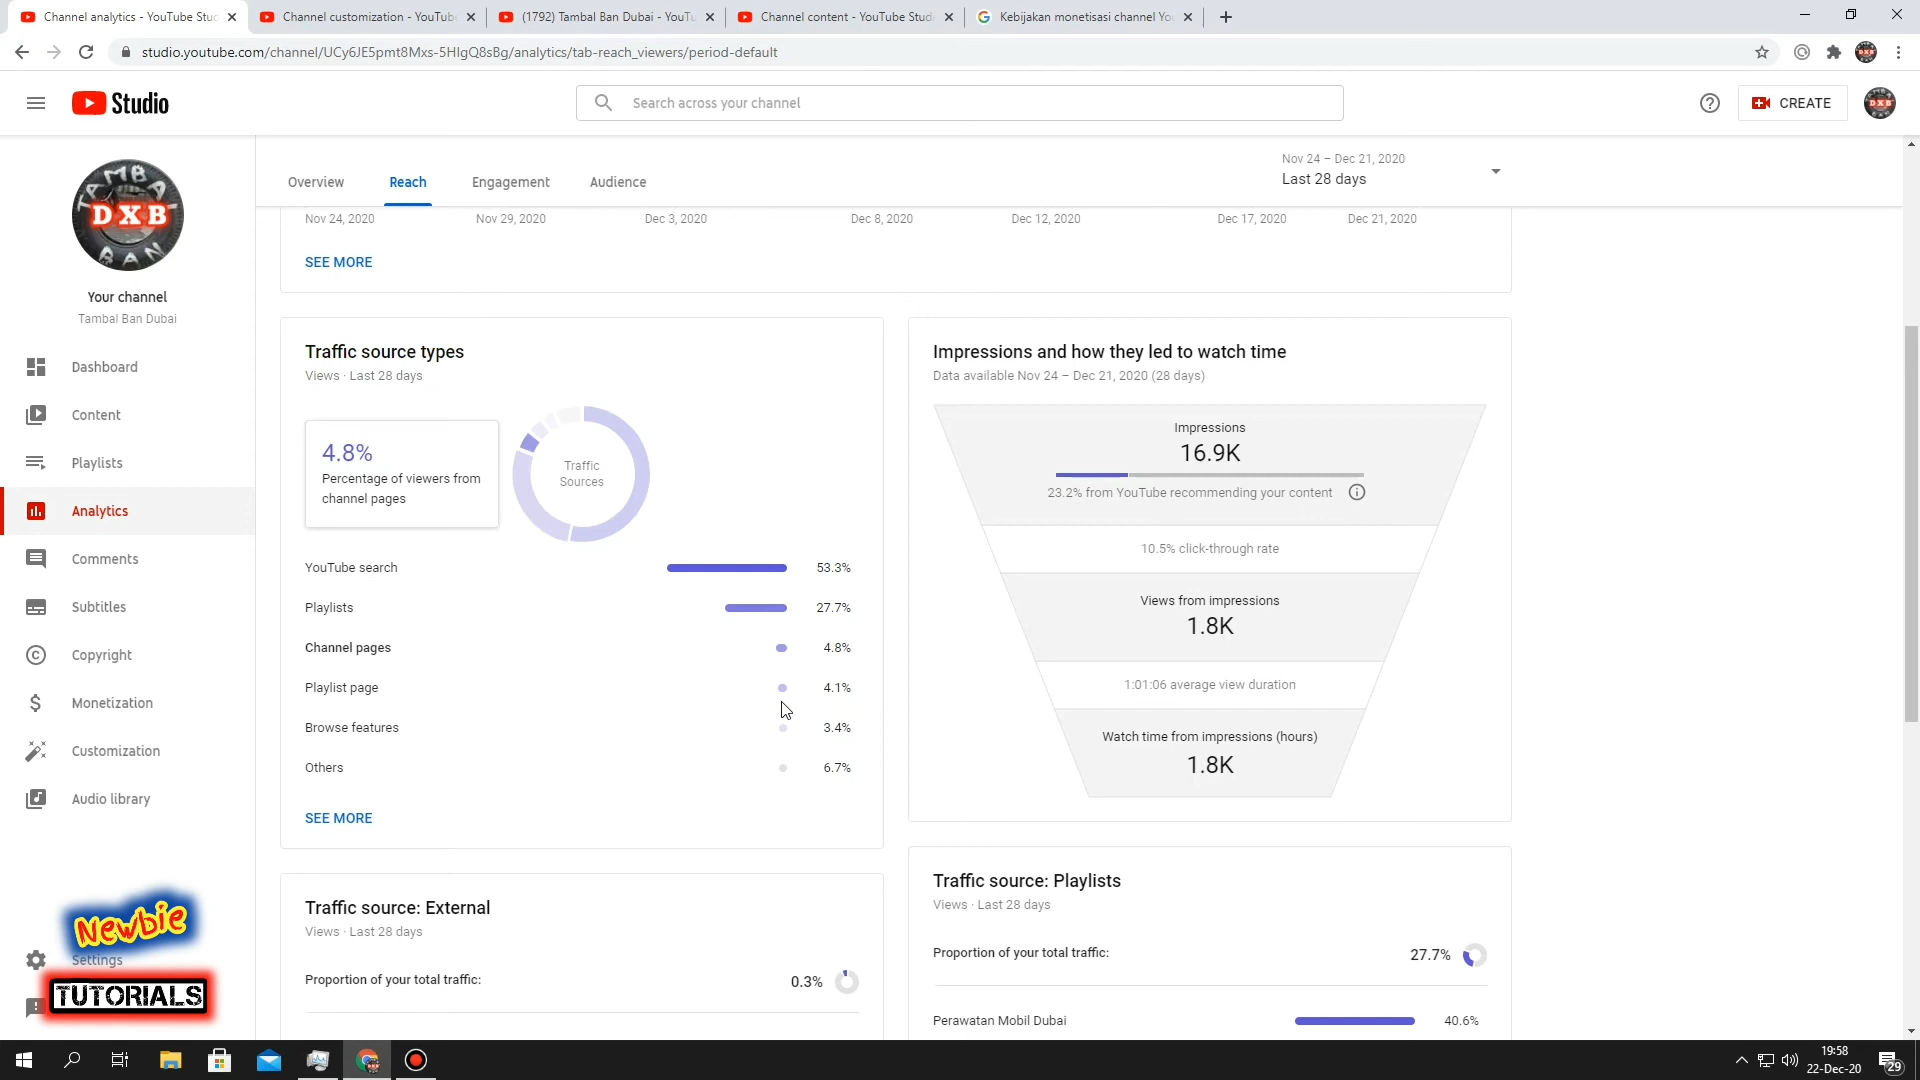 Channel analytics - YouTube Stuc
Channel customization - YouTube
(1792) Tambal Ban Dubai - YouTu
Channel content - YouTube Studi
Kebijakan monetisasi channel Yo
studio.youtube.com/channel/UCy6JE5pmt8Mxs-5HIgQ8sBg/analytics/tab-reach_viewers/period-default
Studio
Search across your channel
CREATE
TAMBAL
DXB
BAN
Your channel
Tambal Ban Dubai
Dashboard
Content
Playlists
Analytics
Comments
Subtitles
Copyright
Monetization
Customization
Audio library
Newbie
Settings
TUTORIALS
Overview
Reach
Engagement
Audience
Nov 24 – Dec 21, 2020
Last 28 days
Nov 24, 2020
Nov 29, 2020
Dec 3, 2020
Dec 8, 2020
Dec 12, 2020
Dec 17, 2020
Dec 21, 2020
SEE MORE
Traffic source types
Views · Last 28 days
4.8%
Percentage of viewers from
channel pages
Traffic
Sources
YouTube search 53.3%
Playlists 27.7%
Channel pages 4.8%
Playlist page 4.1%
Browse features 3.4%
Others 6.7%
SEE MORE
Impressions and how they led to watch time
Data available Nov 24 – Dec 21, 2020 (28 days)
Impressions
16.9K
23.2% from YouTube recommending your content
10.5% click-through rate
Views from impressions
1.8K
1:01:06 average view duration
Watch time from impressions (hours)
1.8K
Traffic source: External
Views · Last 28 days
Proportion of your total traffic: 0.3%
Traffic source: Playlists
Views · Last 28 days
Proportion of your total traffic: 27.7%
Perawatan Mobil Dubai 40.6%
19:58
22-Dec-20
29